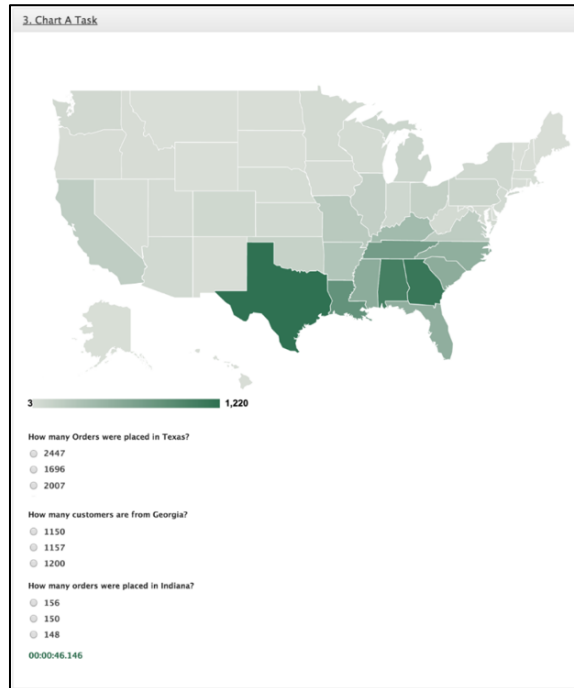 3. Chart A Task
3 1,220
How many Orders were placed in Texas?
2447
1696
2007
How many customers are from Georgia?
1150
1157
1200
How many orders were placed in Indiana?
156
150
148
00:00:46.146